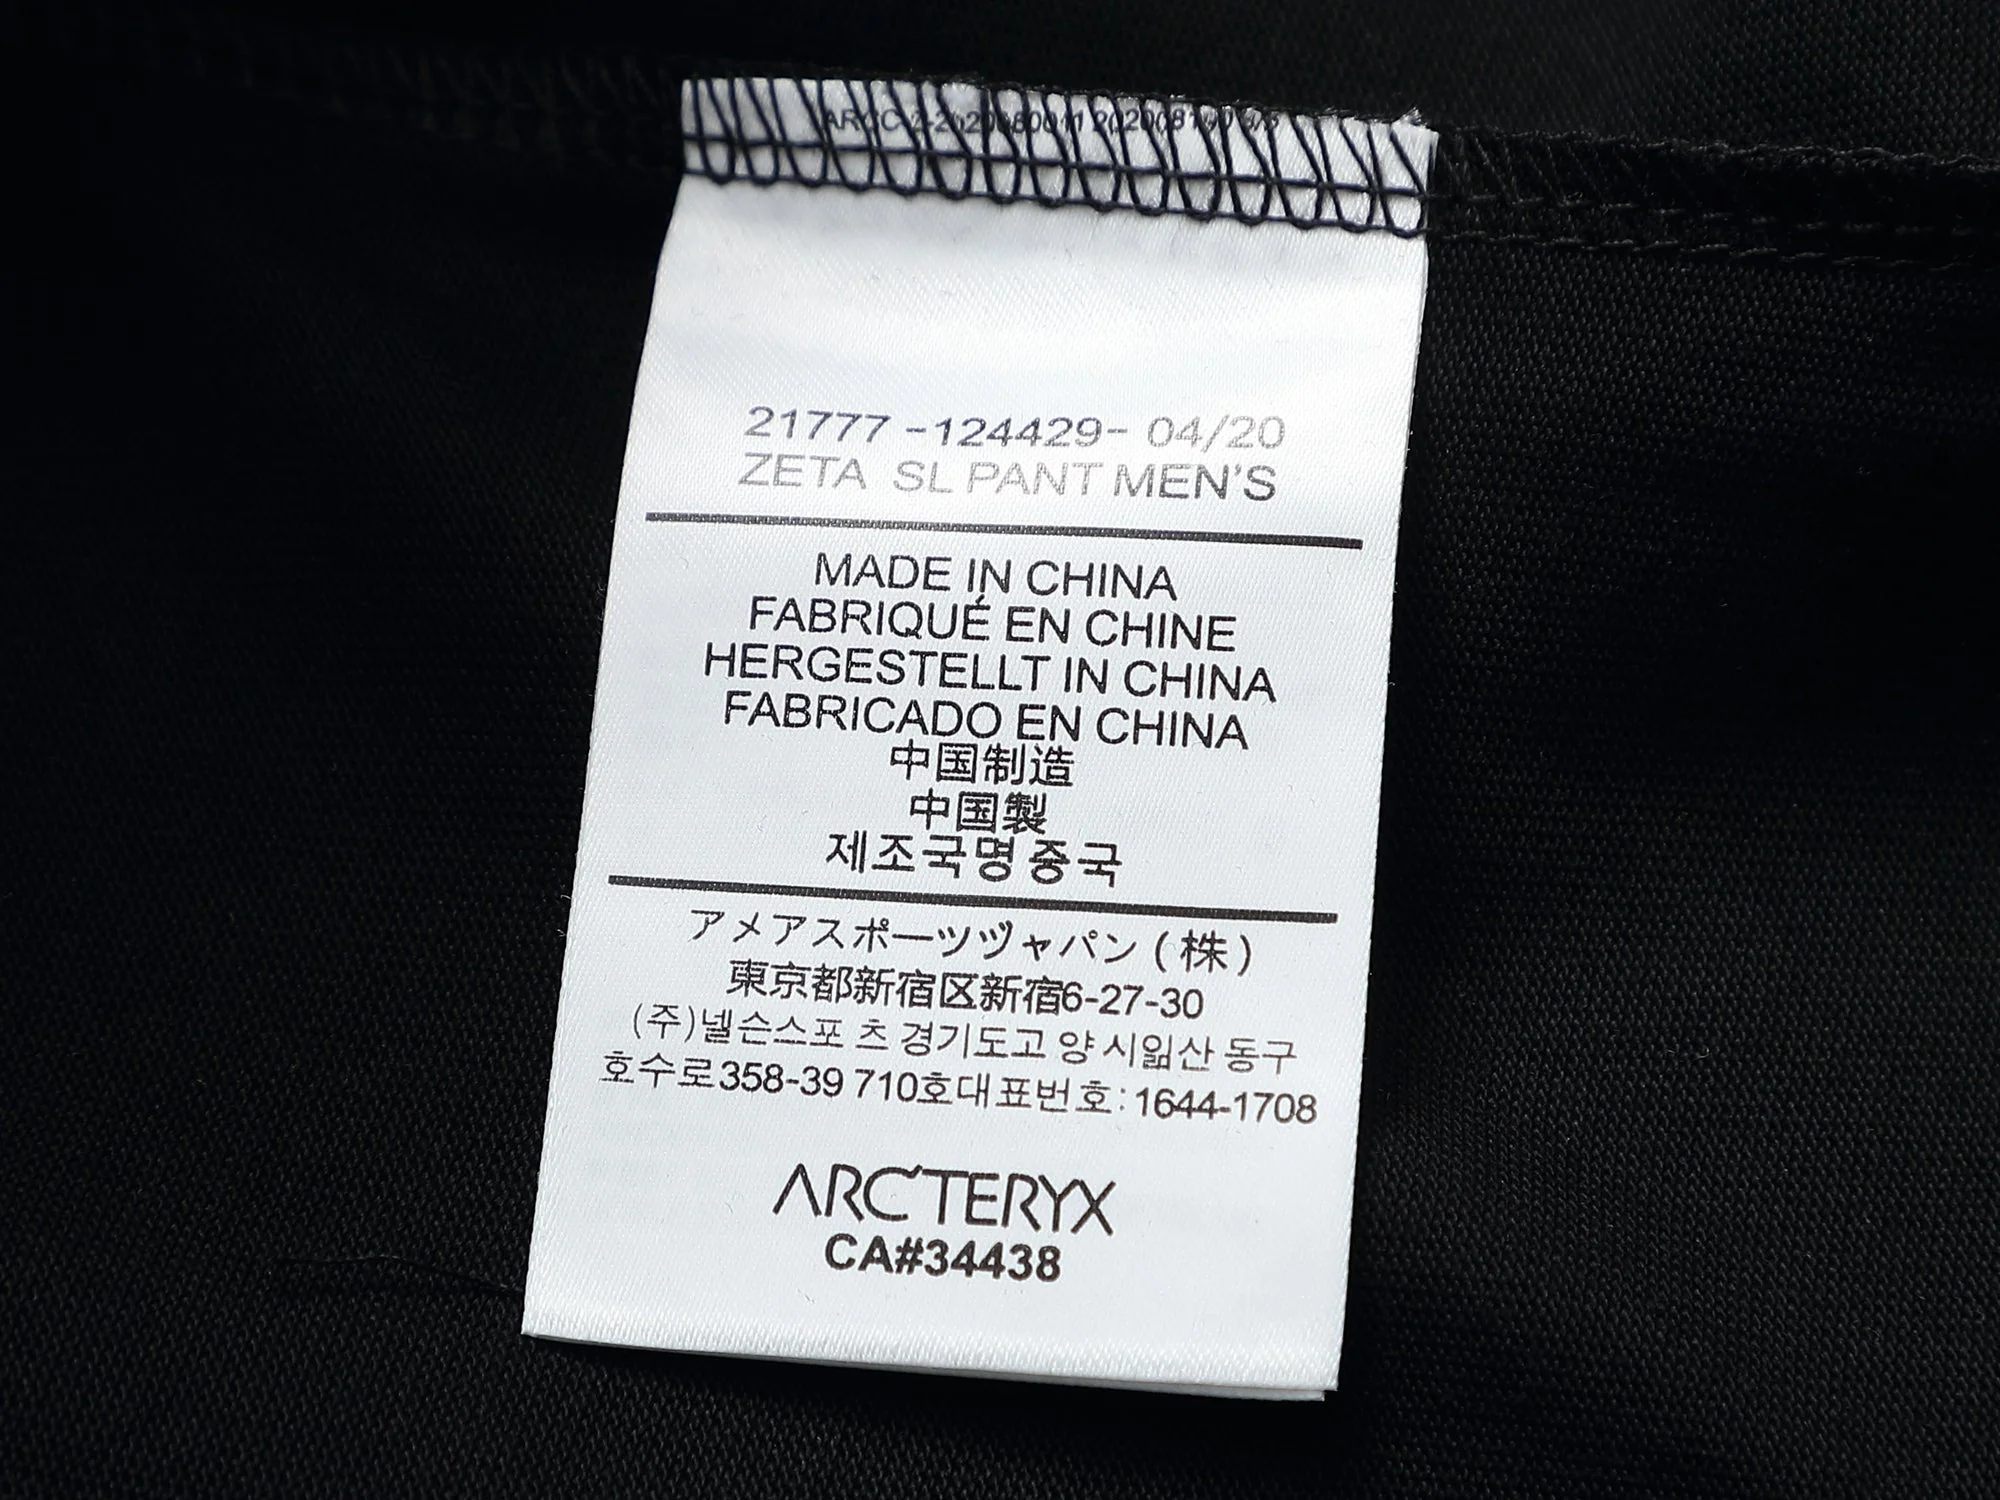 21777 -124429- 04/20
ZETA SL PANT MEN'S
MADE IN CHINA
FABRIQUÉ EN CHINE
HERGESTELLT IN CHINA
FABRICADO EN CHINA
中国制造
中国製
제조국명 중국
アメアスポーツヅャパン (株)
東京都新宿区新宿6-27-30
(주)넬슨스포 츠 경기도고 양 시잂산 동구
호수로358-39 710호대표번호: 1644-1708
ARC'TERYX
CA#34438